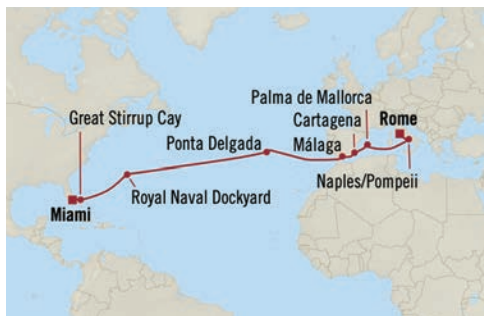 Palma de Mallorca
Great Stirrup Cay
Cartagena
Rome
Ponta Delgada
Málaga
Naples/Pompeii
Royal Naval Dockyard
Miami